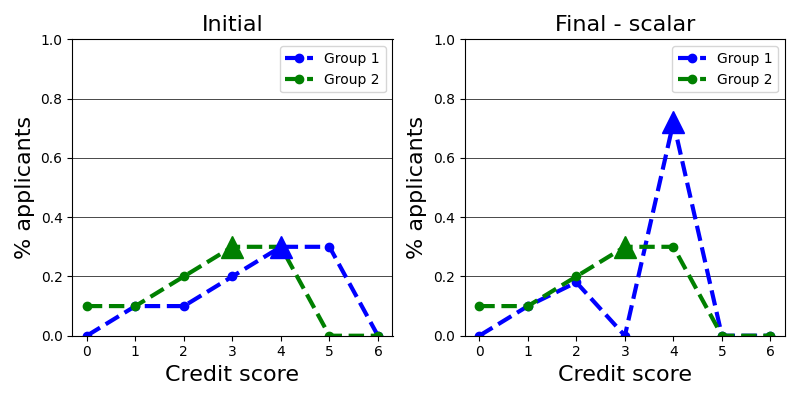 Initial
1.0
0.8
0.6
0.4
0.2
0.0
% applicants
Group 1
Group 2
0 1 2 3 4 5 6
Credit score
Final - scalar
1.0
0.8
0.6
0.4
0.2
0.0
% applicants
Group 1
Group 2
0 1 2 3 4 5 6
Credit score